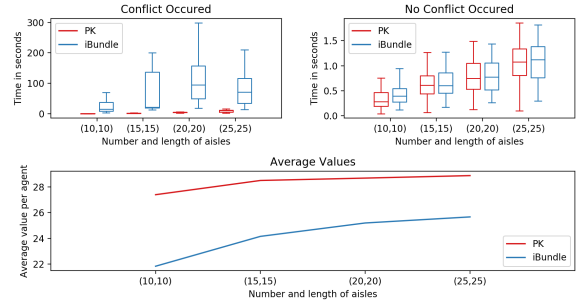 Conflict Occured
Time in seconds
300
200
100
0
PK
iBundle
(10,10) (15,15) (20,20) (25,25)
Number and length of aisles
No Conflict Occured
Time in seconds
1.5
1.0
0.5
0.0
PK
iBundle
(10,10) (15,15) (20,20) (25,25)
Number and length of aisles
Average Values
Average value per agent
28
26
24
22
PK
iBundle
(10,10) (15,15) (20,20) (25,25)
Number and length of aisles